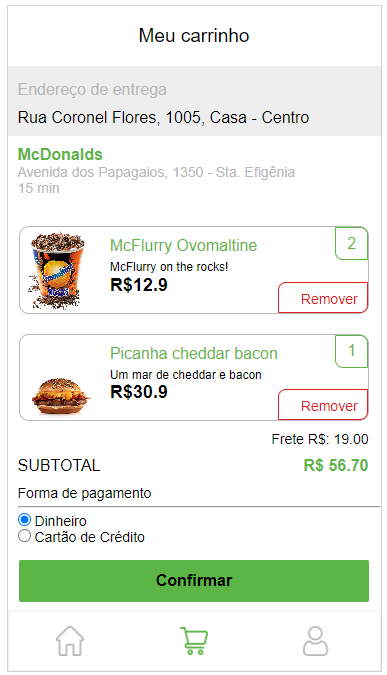 Meu carrinho
Endereço de entrega
Rua Coronel Flores, 1005, Casa - Centro
McDonalds
Avenida dos Papagaios, 1350 - Sta. Efigênia
15 min
McFlurry Ovomaltine
2
McFlurry on the rocks!
R$12.9
Remover
Picanha cheddar bacon
1
Um mar de cheddar e bacon
R$30.9
Remover
Frete R$: 19.00
SUBTOTAL R$ 56.70
Forma de pagamento
Dinheiro
Cartão de Crédito
Confirmar